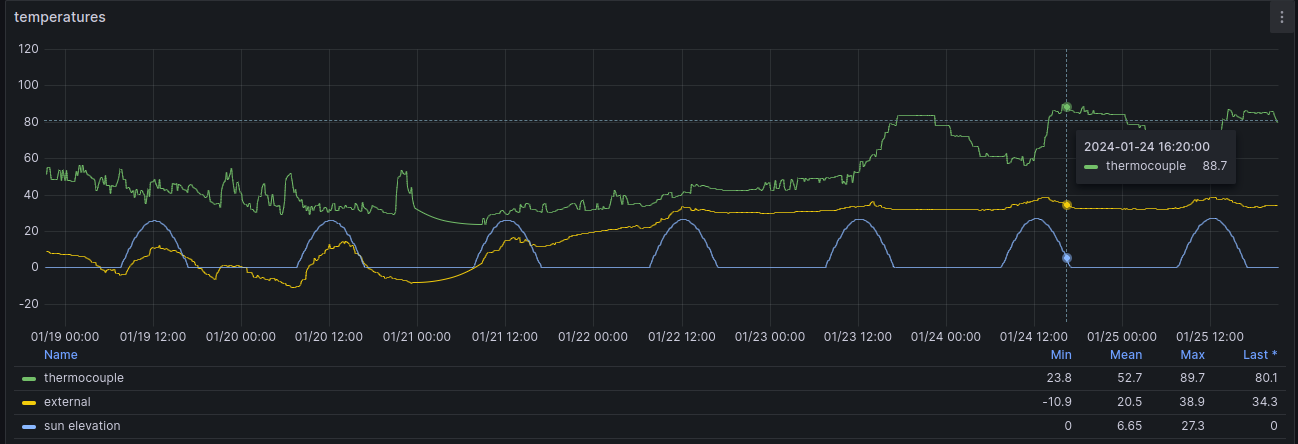 temperatures
120
100
80
60
40
20
0
-20
2024-01-24 16:20:00
thermocouple 88.7
01/19 00:00 01/19 12:00 01/20 00:00 01/20 12:00 01/21 00:00 01/21 12:00 01/22 00:00 01/22 12:00 01/23 00:00 01/23 12:00 01/24 00:00 01/24 12:00 01/25 00:00 01/25 12:00
Name Min Mean Max Last *
thermocouple 23.8 52.7 89.7 80.1
external -10.9 20.5 38.9 34.3
sun elevation 0 6.65 27.3 0